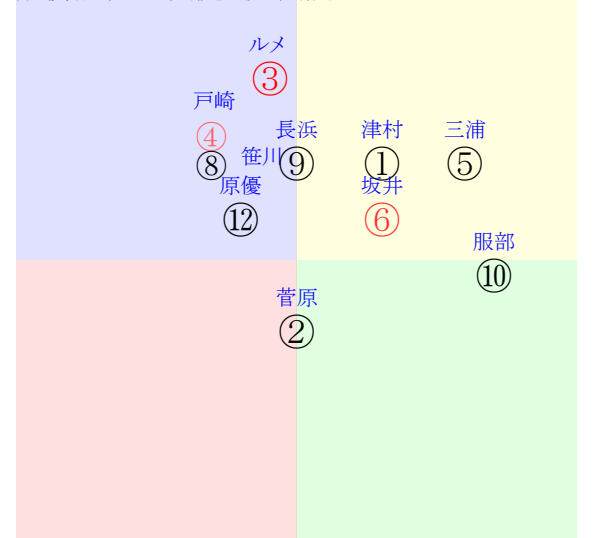 ルメ
③
戸崎
④
長浜
津村
三浦
⑧
笹川
⑨
①
⑤
原優
坂井
⑫
⑥
服部
⑩
菅原
②